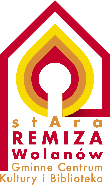 stAra
REMIZA
Wolanów
Gminne Centrum
Kultury i Biblioteka